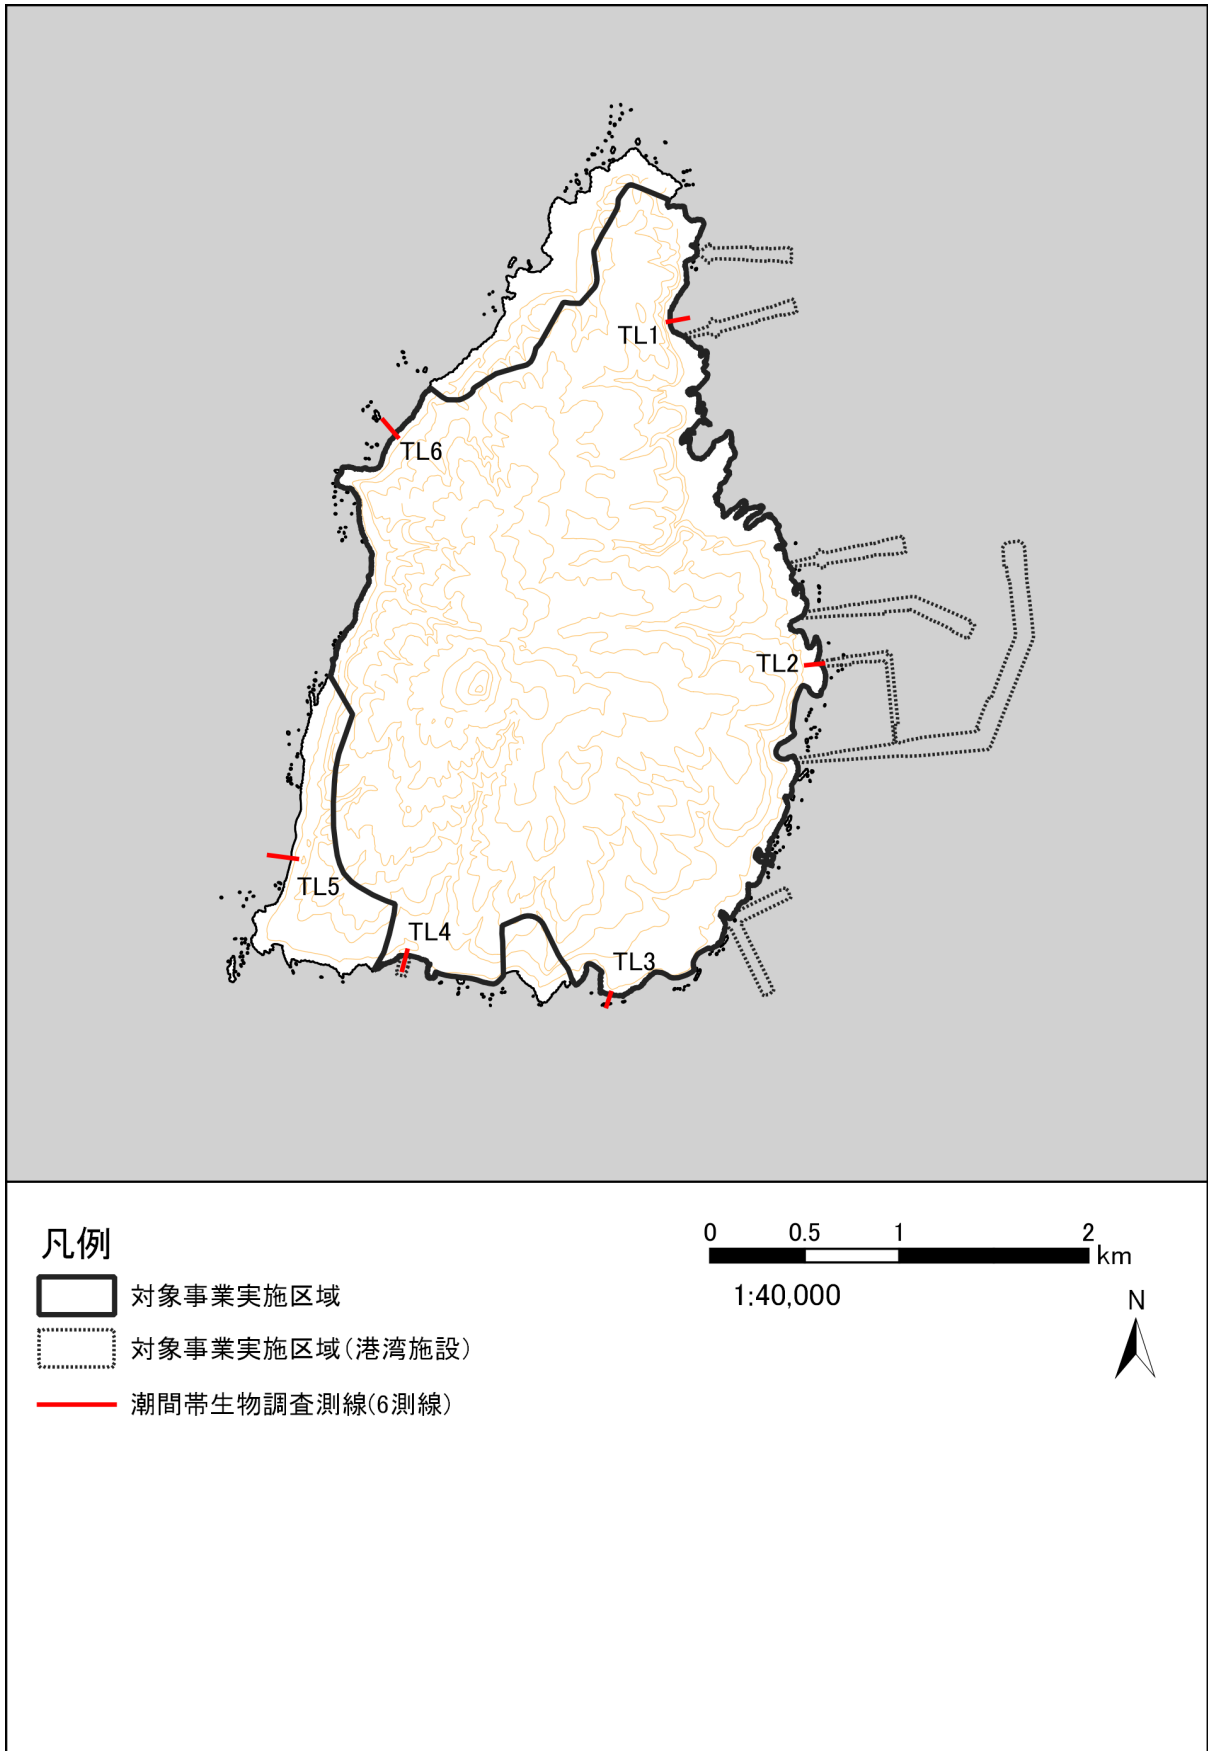 TL1
TL6
TL2
TL5
TL4
TL3
凡例
対象事業実施区域
対象事業実施区域(港湾施設)
潮間帯生物調査測線(6測線)
0 0.5 1 2
km
1:40,000
N